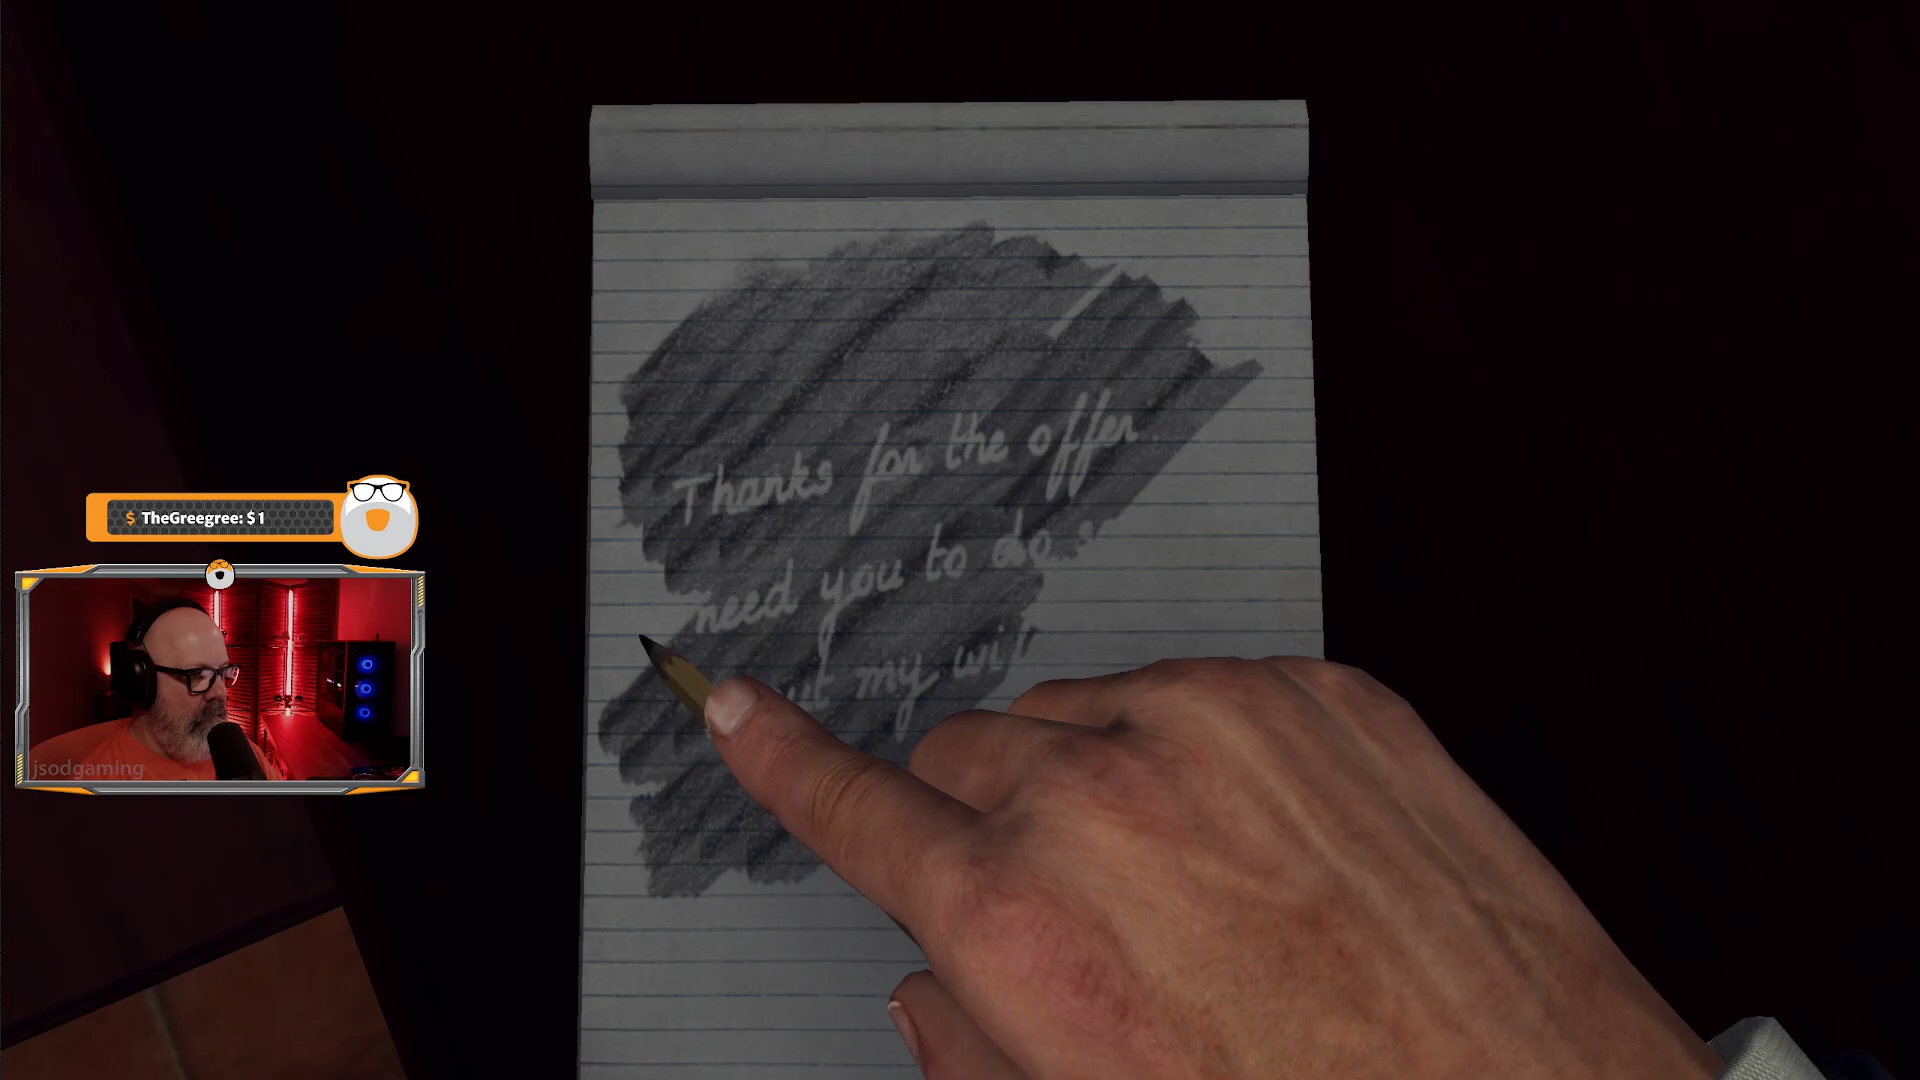 Thanks for the offer
need you to do
my
$ TheGreegree: $1
jsodgaming